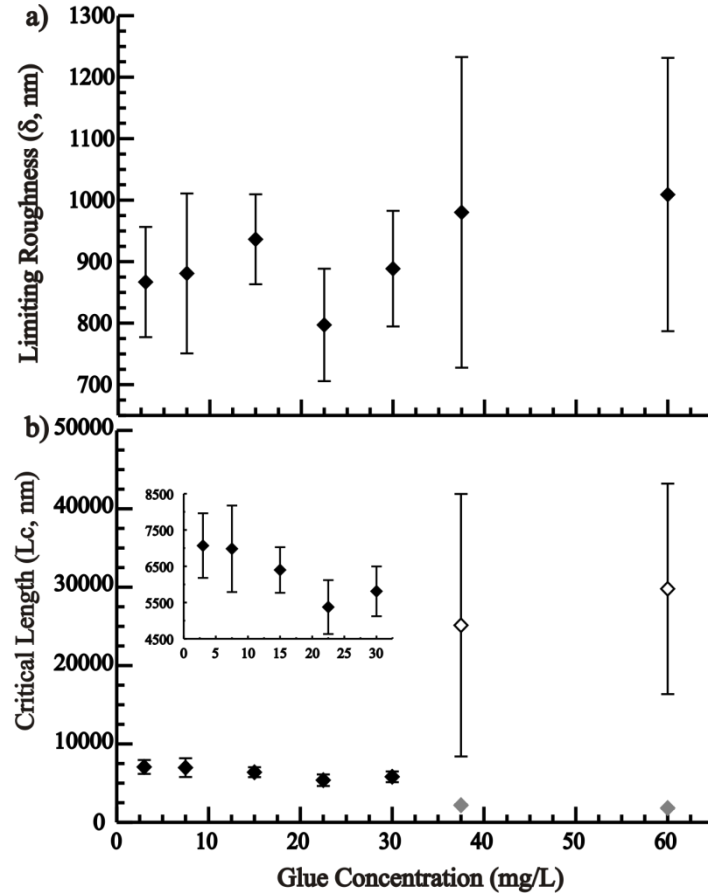 a)
1300
1200
1100
1000
900
800
700
Limiting Roughness (δ, nm)
b)
50000
40000
30000
20000
10000
0
Critical Length (Lc, nm)
8500
7500
6500
5500
4500
0 5 10 15 20 25 30
0 10 20 30 40 50 60
Glue Concentration (mg/L)